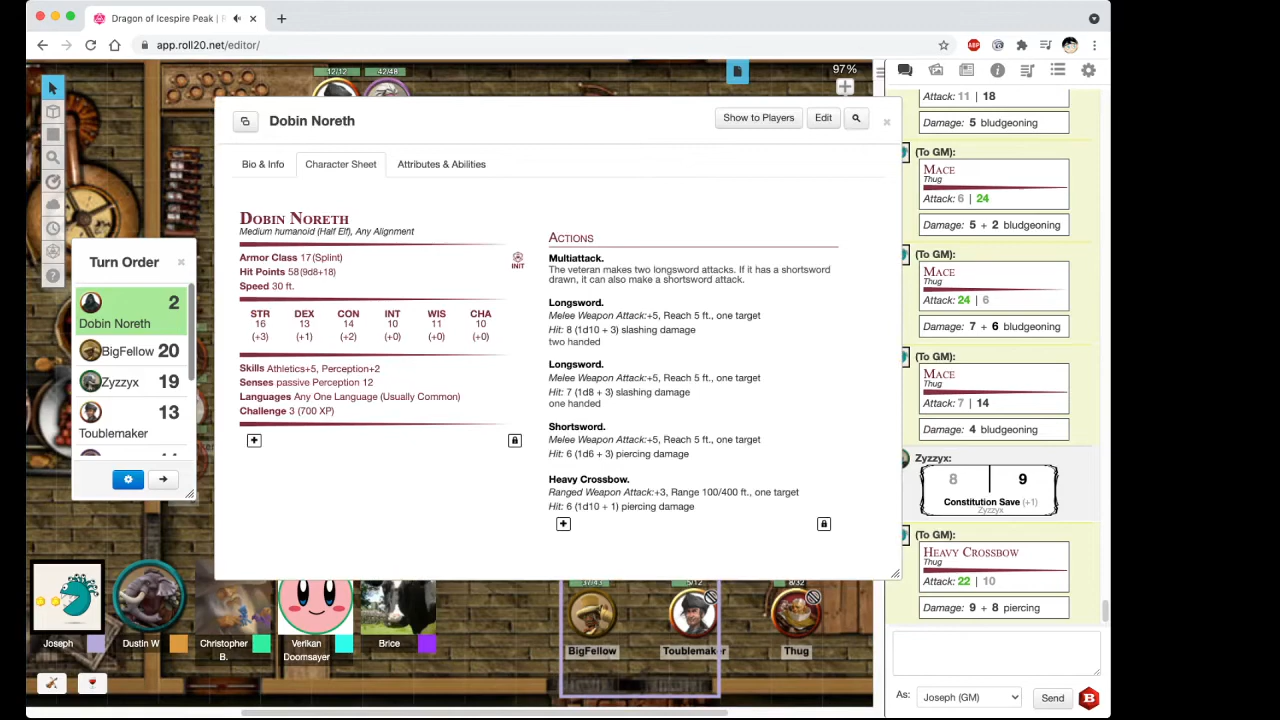 Dragon of Icespire Peak | F
app.roll20.net/editor/
ABP
12/12
42/48
97%
Dobin Noreth
Show to Players
Edit
Bio & Info
Character Sheet
Attributes & Abilities
Dobin Noreth
Medium humanoid (Half Elf), Any Alignment
Armor Class 17(Splint)
Hit Points 58(9d8+18)
Speed 30 ft.
INIT
STR DEX CON INT WIS CHA
16 13 14 10 11 10
(+3) (+1) (+2) (+0) (+0) (+0)
Skills Athletics+5, Perception+2
Senses passive Perception 12
Languages Any One Language (Usually Common)
Challenge 3 (700 XP)
Actions
Multiattack.
The veteran makes two longsword attacks. If it has a shortsword
drawn, it can also make a shortsword attack.
Longsword.
Melee Weapon Attack:+5, Reach 5 ft., one target
Hit: 8 (1d10 + 3) slashing damage
two handed
Longsword.
Melee Weapon Attack:+5, Reach 5 ft., one target
Hit: 7 (1d8 + 3) slashing damage
one handed
Shortsword.
Melee Weapon Attack:+5, Reach 5 ft., one target
Hit: 6 (1d6 + 3) piercing damage
Heavy Crossbow.
Ranged Weapon Attack:+3, Range 100/400 ft., one target
Hit: 6 (1d10 + 1) piercing damage
Turn Order
2
Dobin Noreth
BigFellow 20
Zyzzyx 19
13
Toublemaker
Attack: 11 | 18
Damage: 5 bludgeoning
(To GM):
Mace
Thug
Attack: 6 | 24
Damage: 5 + 2 bludgeoning
(To GM):
Mace
Thug
Attack: 24 | 6
Damage: 7 + 6 bludgeoning
(To GM):
Mace
Thug
Attack: 7 | 14
Damage: 4 bludgeoning
Zyzzyx:
8 9
Constitution Save (+1)
Zyzzyx
(To GM):
Heavy Crossbow
Thug
Attack: 22 | 10
Damage: 9 + 8 piercing
37/43
5/12
8/32
BigFellow
Toublemaker
Thug
Joseph
Dustin W
Christopher
B.
Verikan
Doomsayer
Brice
As:
Joseph (GM)
Send
B